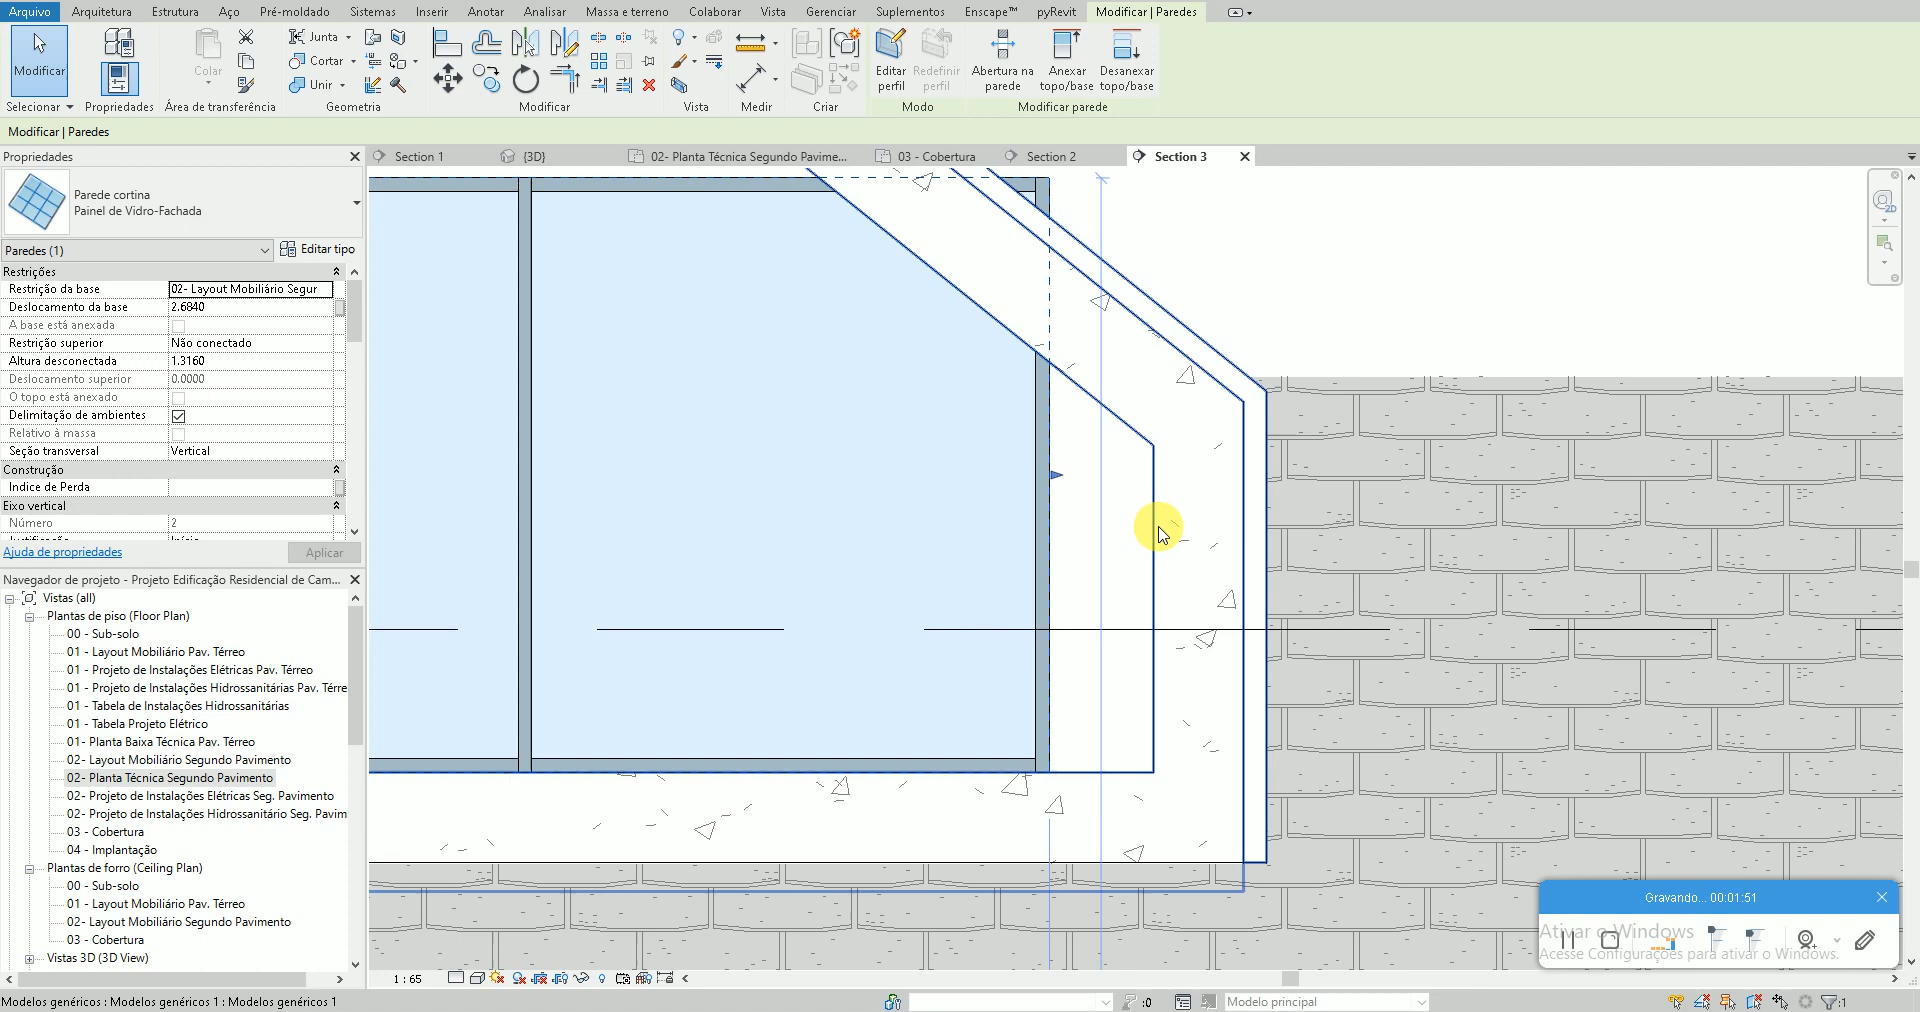 Arquivo Arquitetura Estrutura Aço Pré-moldado Sistemas Inserir Anotar Analisar Massa e terreno Colaborar Vista Gerenciar Suplementos Enscape™ pyRevit Modificar | Paredes
Modificar
Colar
Junta
Cortar
Unir
Editar perfil
Redefinir perfil
Abertura na parede
Anexar topo/base
Desanexar topo/base
Selecionar Propriedades Área de transferência Geometria Modificar Vista Medir Criar Modo Modificar parede
Modificar | Paredes
Propriedades
Section 1 {3D} 02- Planta Técnica Segundo Pavime... 03 - Cobertura Section 2 Section 3
Parede cortina
Painel de Vidro-Fachada
Paredes (1) Editar tipo
Restrições
Restrição da base 02- Layout Mobiliário Segur
Deslocamento da base 2.6840
A base está anexada
Restrição superior Não conectado
Altura desconectada 1.3160
Deslocamento superior 0.0000
O topo está anexado
Delimitação de ambientes
Relativo à massa
Seção transversal Vertical
Construção
Indice de Perda
Eixo vertical
Número 2
Ajuda de propriedades Aplicar
Navegador de projeto - Projeto Edificação Residencial de Cam...
Vistas (all)
Plantas de piso (Floor Plan)
00 - Sub-solo
01 - Layout Mobiliário Pav. Térreo
01 - Projeto de Instalações Elétricas Pav. Térreo
01 - Projeto de Instalações Hidrossanitárias Pav. Térre
01 - Tabela de Instalações Hidrossanitárias
01 - Tabela Projeto Elétrico
01- Planta Baixa Técnica Pav. Térreo
02- Layout Mobiliário Segundo Pavimento
02- Planta Técnica Segundo Pavimento
02- Projeto de Instalações Elétricas Seg. Pavimento
02- Projeto de Instalações Hidrossanitário Seg. Pavim
03 - Cobertura
04 - Implantação
Plantas de forro (Ceiling Plan)
00 - Sub-solo
01 - Layout Mobiliário Pav. Térreo
02- Layout Mobiliário Segundo Pavimento
03 - Cobertura
Vistas 3D (3D View)
2D
Gravando... 00:01:51
Ativar o Windows
Acesse Configurações para ativar o Windows.
1 : 65
Modelos genéricos : Modelos genéricos 1 : Modelos genéricos 1
:0
Modelo principal
:1